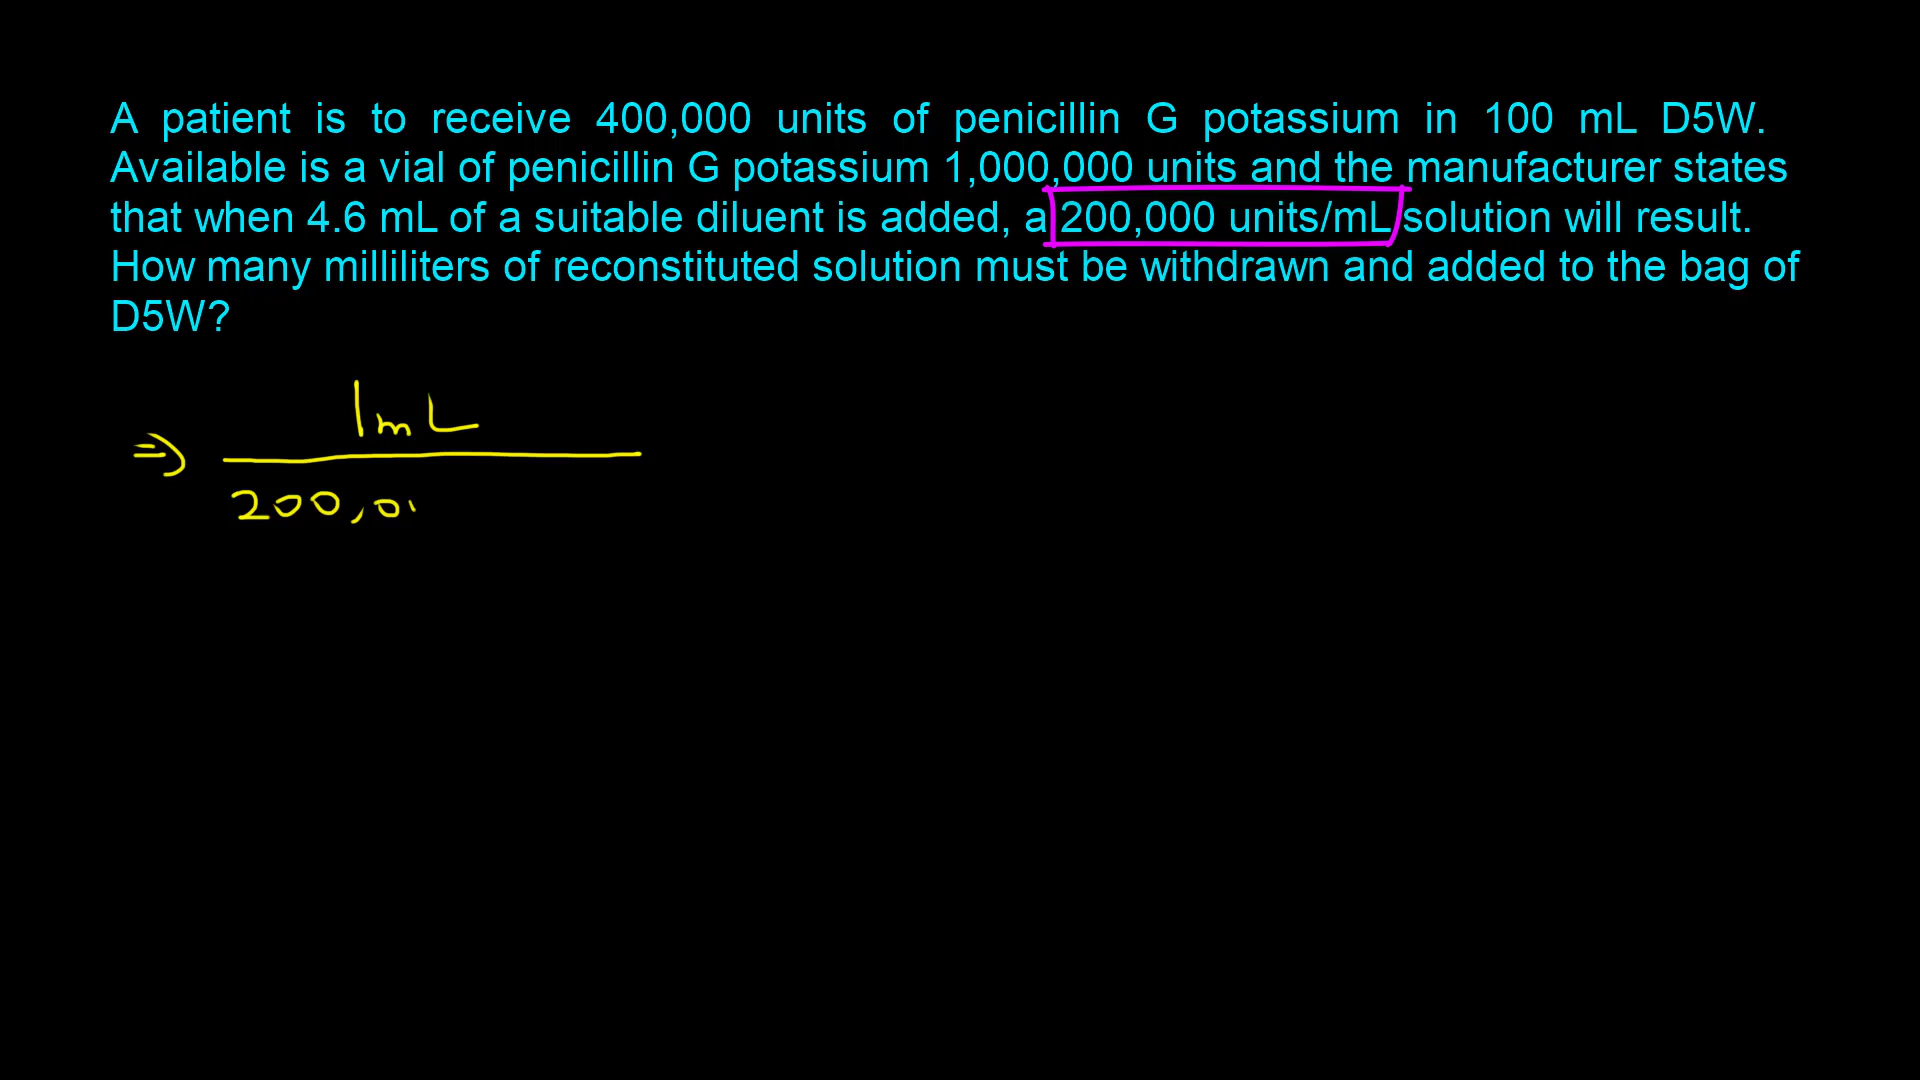 A patient is to receive 400,000 units of penicillin G potassium in 100 mL D5W.
Available is a vial of penicillin G potassium 1,000,000 units and the manufacturer states
that when 4.6 mL of a suitable diluent is added, a 200,000 units/mL solution will result.
How many milliliters of reconstituted solution must be withdrawn and added to the bag of
D5W?
⇒ 1mL
200,0